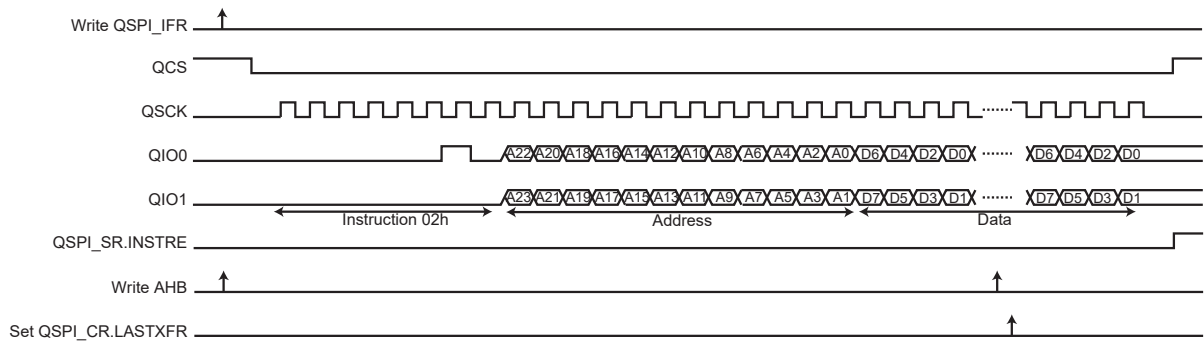 Write QSPI_IFR
QCS
QSCK
QIO0 A22 A20 A18 A16 A14 A12 A10 A8 A6 A4 A2 A0 D6 D4 D2 D0 D6 D4 D2 D0
QIO1 A23 A21 A19 A17 A15 A13 A11 A9 A7 A5 A3 A1 D7 D5 D3 D1 D7 D5 D3 D1
Instruction 02h Address Data
QSPI_SR.INSTRE
Write AHB
Set QSPI_CR.LASTXFR